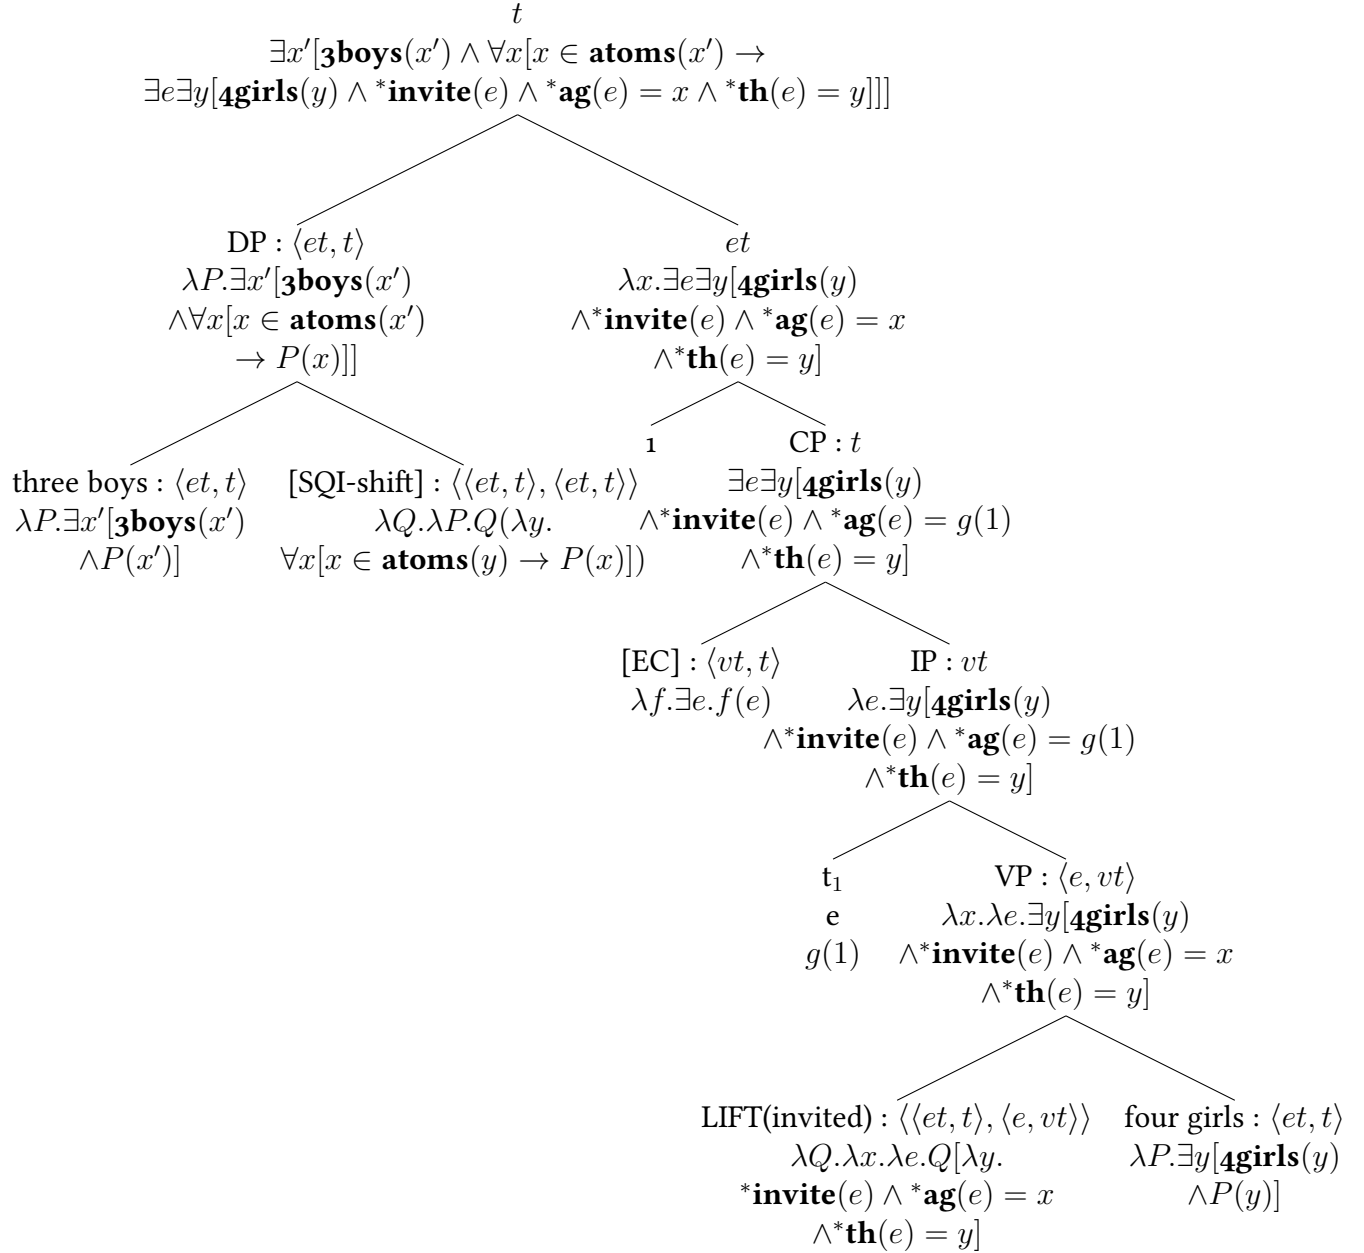 t
∃x′[3boys(x′) ∧ ∀x[x ∈ atoms(x′) →
∃e∃y[4girls(y) ∧ *invite(e) ∧ *ag(e) = x ∧ *th(e) = y]]]
DP : ⟨et, t⟩
λP.∃x′[3boys(x′)
∧∀x[x ∈ atoms(x′)
→ P(x)]]
et
λx.∃e∃y[4girls(y)
∧*invite(e) ∧ *ag(e) = x
∧*th(e) = y]
three boys : ⟨et, t⟩
λP.∃x′[3boys(x′)
∧P(x′)]
[SQI-shift] : ⟨⟨et, t⟩, ⟨et, t⟩⟩
λQ.λP.Q(λy.
∀x[x ∈ atoms(y) → P(x)])
1
CP : t
∃e∃y[4girls(y)
∧*invite(e) ∧ *ag(e) = g(1)
∧*th(e) = y]
[EC] : ⟨vt, t⟩
λf.∃e.f(e)
IP : vt
λe.∃y[4girls(y)
∧*invite(e) ∧ *ag(e) = g(1)
∧*th(e) = y]
t₁
e
g(1)
VP : ⟨e, vt⟩
λx.λe.∃y[4girls(y)
∧*invite(e) ∧ *ag(e) = x
∧*th(e) = y]
LIFT(invited) : ⟨⟨et, t⟩, ⟨e, vt⟩⟩
λQ.λx.λe.Q[λy.
*invite(e) ∧ *ag(e) = x
∧*th(e) = y]
four girls : ⟨et, t⟩
λP.∃y[4girls(y)
∧P(y)]